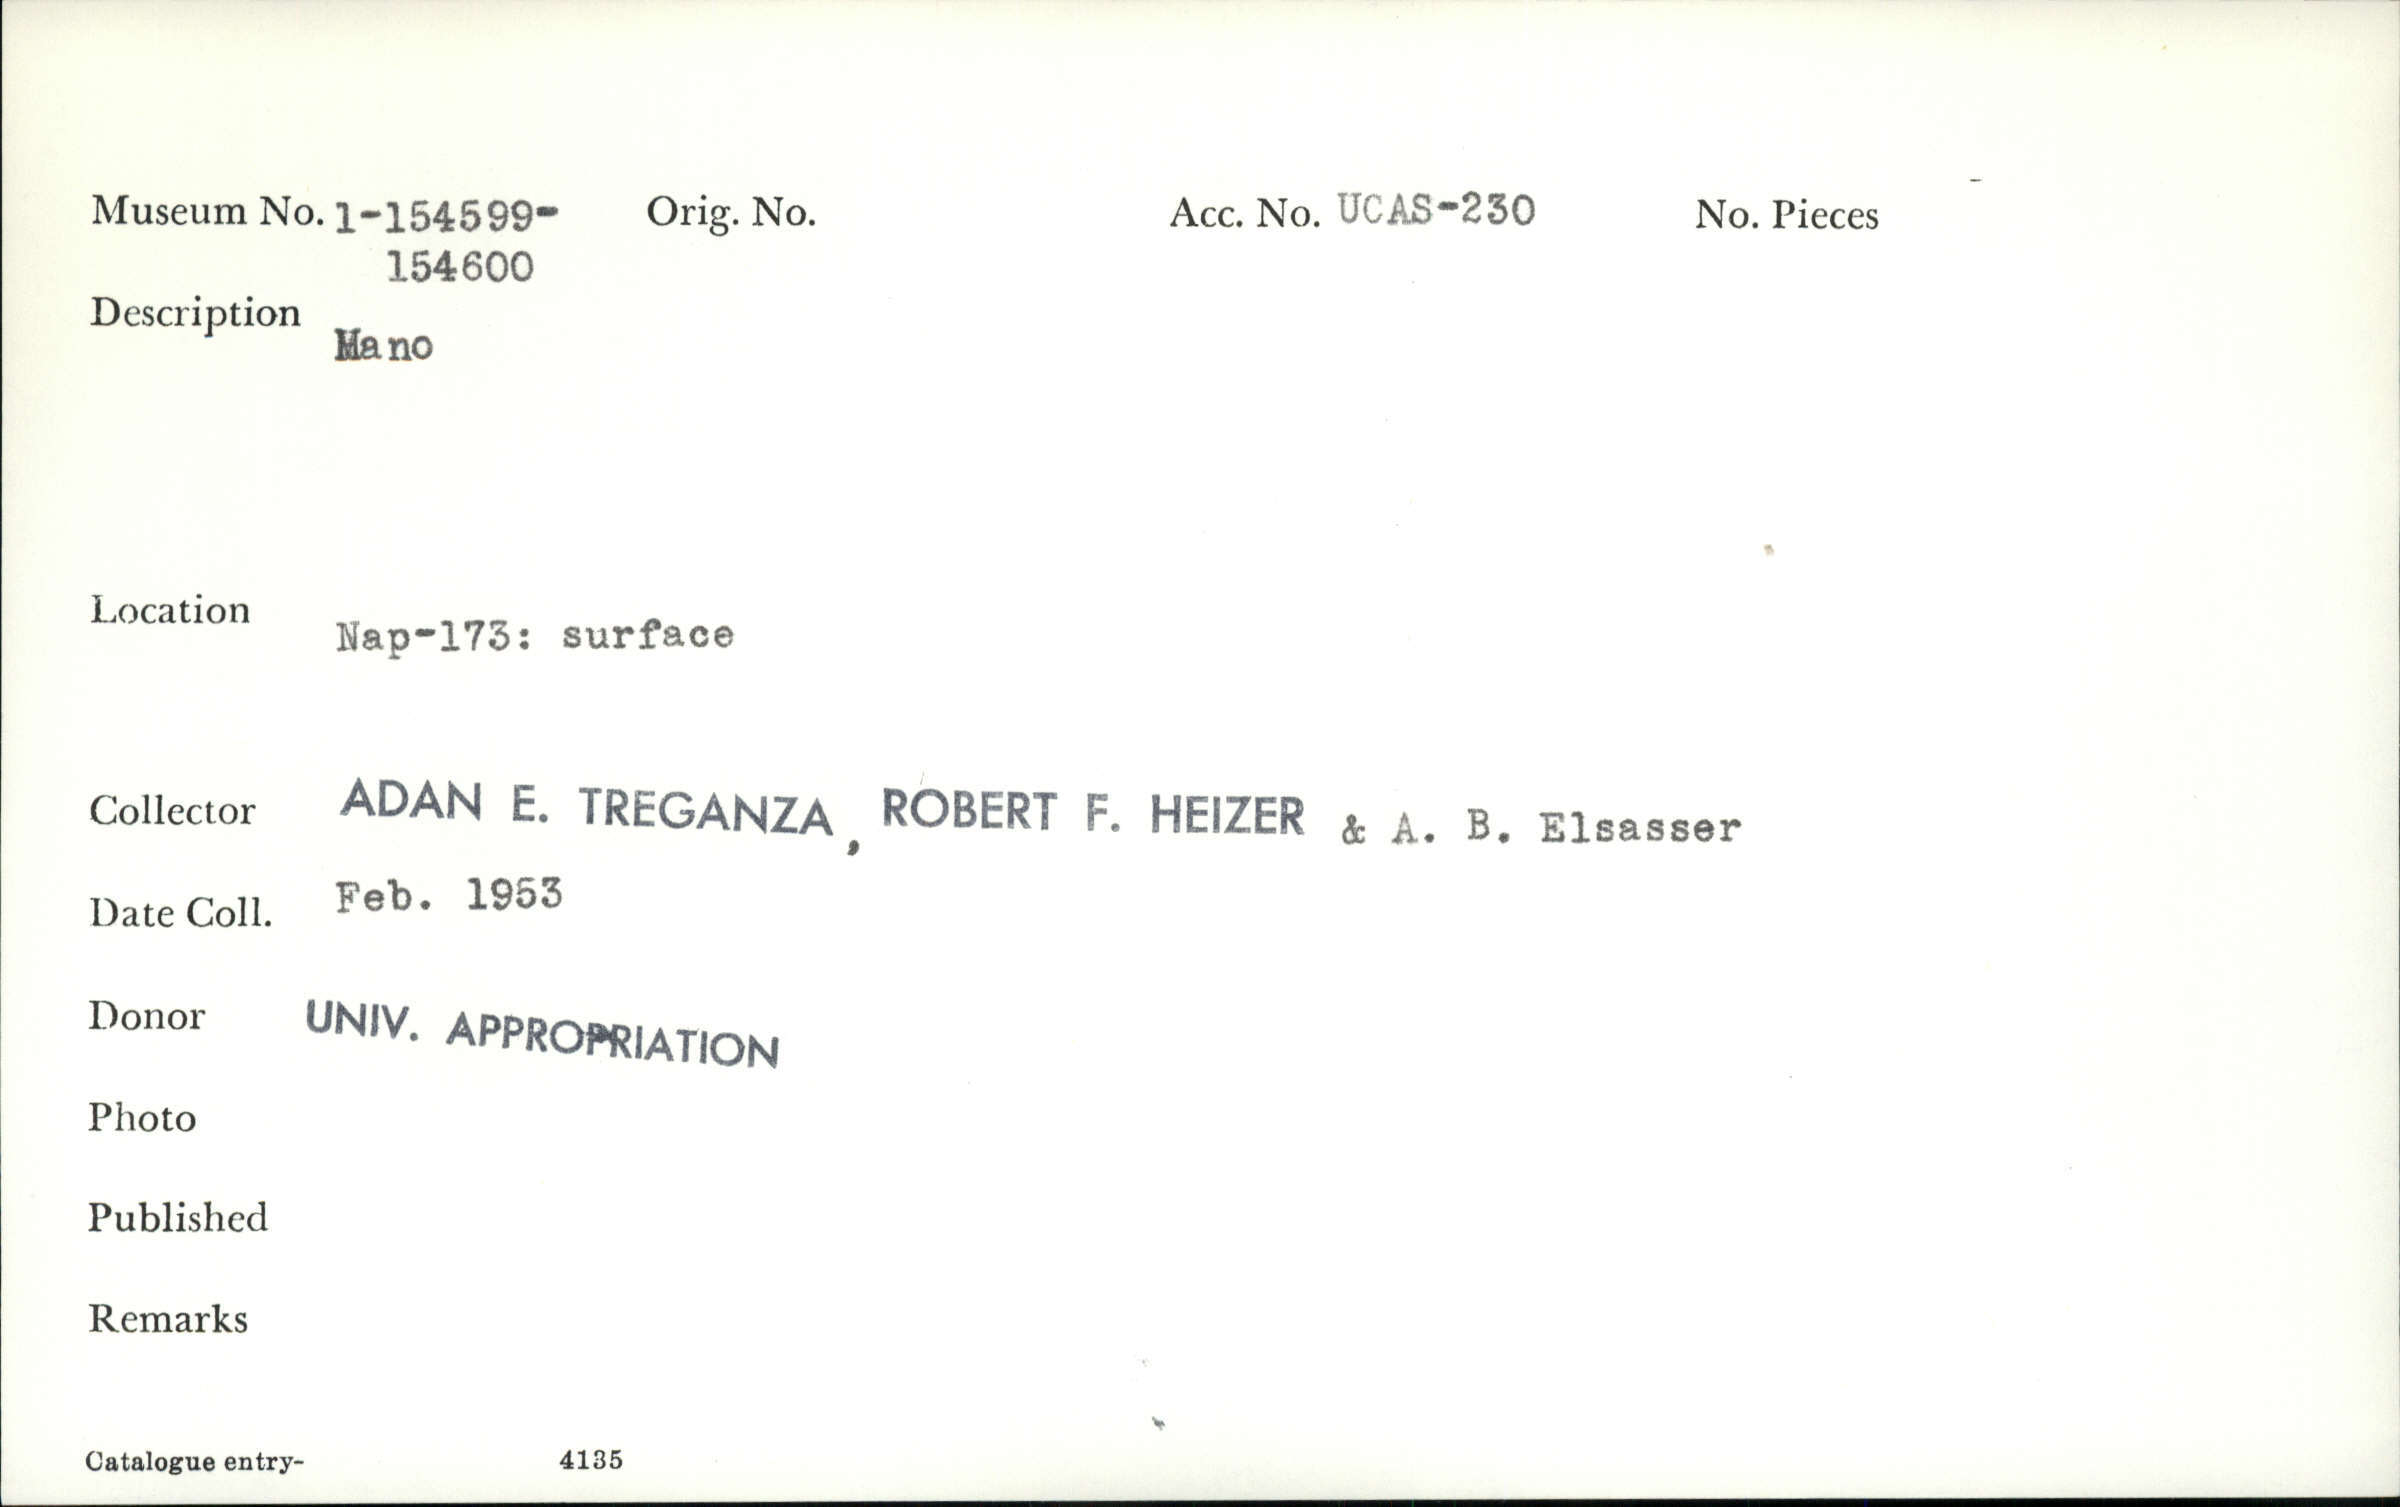 Museum No. 1-154599- Orig. No. Acc. No. UCAS-230 No. Pieces
154600
Description
Mano
Location
Nap-173: surface
Collector ADAN E. TREGANZA, ROBERT F. HEIZER & A. B. Elsasser
Date Coll. Feb. 1953
Donor UNIV. APPROPRIATION
Photo
Published
Remarks
Catalogue entry- 4135